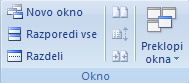 Novo okno
Razporedi vse
Razdeli
Preklopi
okna
Okno